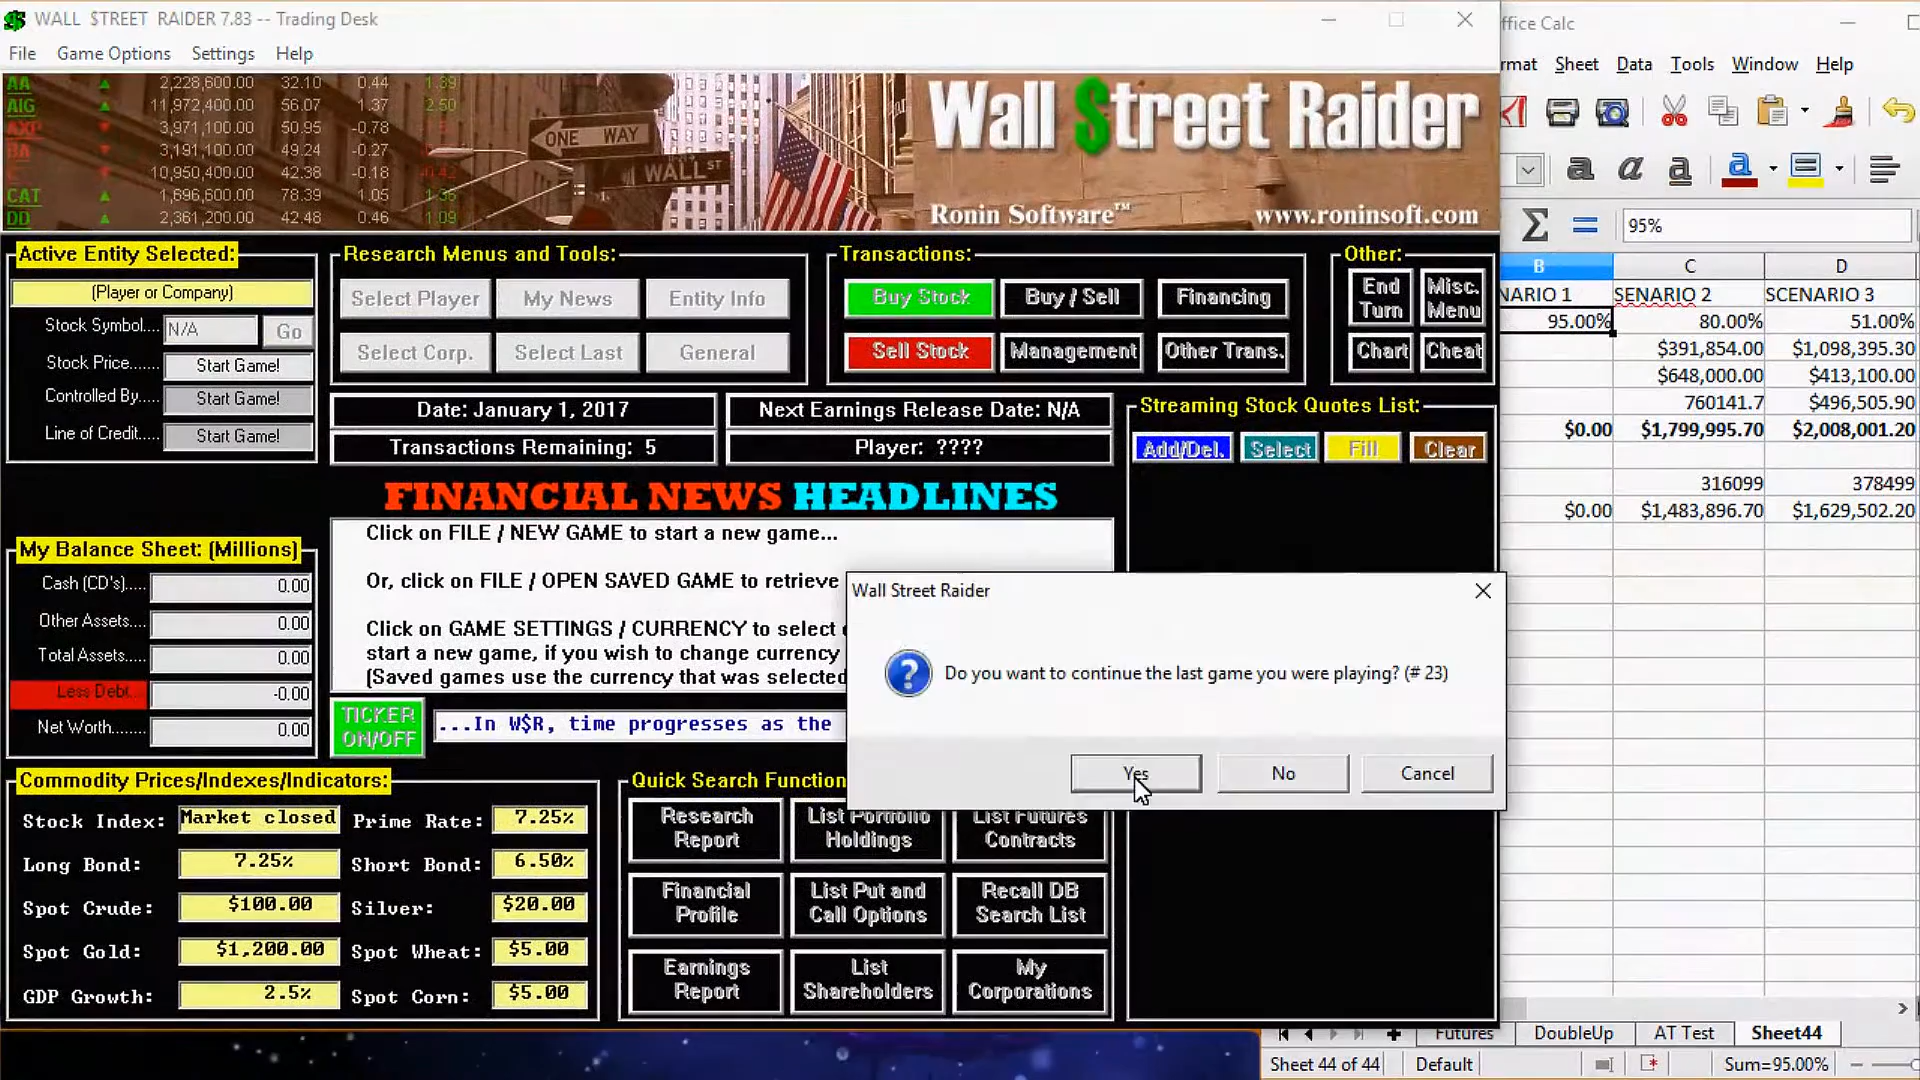 WALL $TREET RAIDER 7.83 -- Trading Desk
File Game Options Settings Help
AA 2,228,600.00 32.10 0.44 1.39
AIG 11,972,400.00 56.07 1.37 2.50
AXP 3,971,100.00 50.95 -0.78
BA 3,191,100.00 49.24 -0.27
C 10,950,400.00 42.38 -0.18 -0.42
CAT 1,696,600.00 78.39 1.05 1.36
DD 2,361,200.00 42.48 0.46 1.09
ONE WAY
WALL ST
Wall $treet Raider
Ronin Software™ www.roninsoft.com
Active Entity Selected:
(Player or Company)
Stock Symbol.... N/A Go
Stock Price....... Start Game!
Controlled By..... Start Game!
Line of Credit..... Start Game!
Research Menus and Tools:
Select Player My News Entity Info
Select Corp. Select Last General
Transactions:
Buy Stock Buy / Sell Financing
Sell Stock Management Other Trans.
Other:
End Turn Misc. Menu
Chart Cheat
Date: January 1, 2017 Next Earnings Release Date: N/A
Transactions Remaining: 5 Player: ????
Streaming Stock Quotes List:
Add/Del. Select Fill Clear
FINANCIAL NEWS HEADLINES
Click on FILE / NEW GAME to start a new game...
Or, click on FILE / OPEN SAVED GAME to retrieve
Click on GAME SETTINGS / CURRENCY to select
start a new game, if you wish to change currency
(Saved games use the currency that was selected
TICKER ON/OFF
...In W$R, time progresses as the
My Balance Sheet: (Millions)
Cash (CD's)..... 0.00
Other Assets.... 0.00
Total Assets..... 0.00
Less Debt... -0.00
Net Worth........ 0.00
Wall Street Raider
Do you want to continue the last game you were playing? (# 23)
Yes No Cancel
Commodity Prices/Indexes/Indicators:
Stock Index: Market closed Prime Rate: 7.25%
Long Bond: 7.25% Short Bond: 6.50%
Spot Crude: $100.00 Silver: $20.00
Spot Gold: $1,200.00 Spot Wheat: $5.00
GDP Growth: 2.5% Spot Corn: $5.00
Quick Search Function
Research Report List Portfolio Holdings List Futures Contracts
Financial Profile List Put and Call Options Recall DB Search List
Earnings Report List Shareholders My Corporations
ffice Calc
rmat Sheet Data Tools Window Help
a a a a
Σ = 95%
B C D
NARIO 1 SENARIO 2 SCENARIO 3
95.00% 80.00% 51.00%
$391,854.00 $1,098,395.30
$648,000.00 $413,100.00
760141.7 $496,505.90
$0.00 $1,799,995.70 $2,008,001.20
316099 378499
$0.00 $1,483,896.70 $1,629,502.20
Futures DoubleUp AT Test Sheet44
Sheet 44 of 44 Default Sum=95.00%